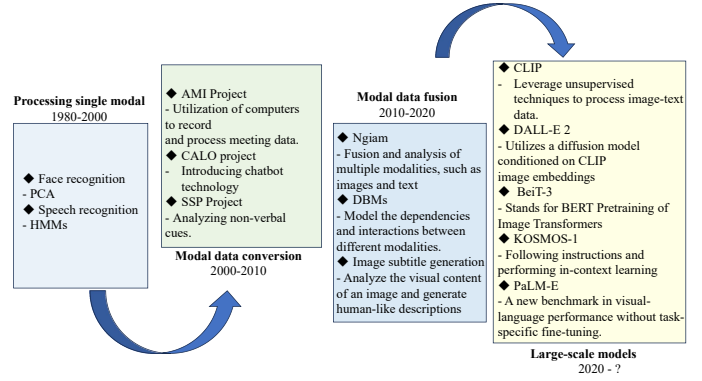 Processing single modal
1980-2000
◆ Face recognition
- PCA
◆ Speech recognition
- HMMs
◆ AMI Project
- Utilization of computers
to record
and process meeting data.
◆ CALO project
- Introducing chatbot
technology
◆ SSP Project
- Analyzing non-verbal
cues.
Modal data conversion
2000-2010
Modal data fusion
2010-2020
◆ Ngiam
- Fusion and analysis of
multiple modalities, such as
images and text
◆ DBMs
- Model the dependencies
and interactions between
different modalities.
◆ Image subtitle generation
- Analyze the visual content
of an image and generate
human-like descriptions
◆ CLIP
- Leverage unsupervised
techniques to process image-text
data.
◆ DALL-E 2
- Utilizes a diffusion model
conditioned on CLIP
image embeddings
◆ BeiT-3
- Stands for BERT Pretraining of
Image Transformers
◆ KOSMOS-1
- Following instructions and
performing in-context learning
◆ PaLM-E
- A new benchmark in visual-
language performance without task-
specific fine-tuning.
Large-scale models
2020 - ?